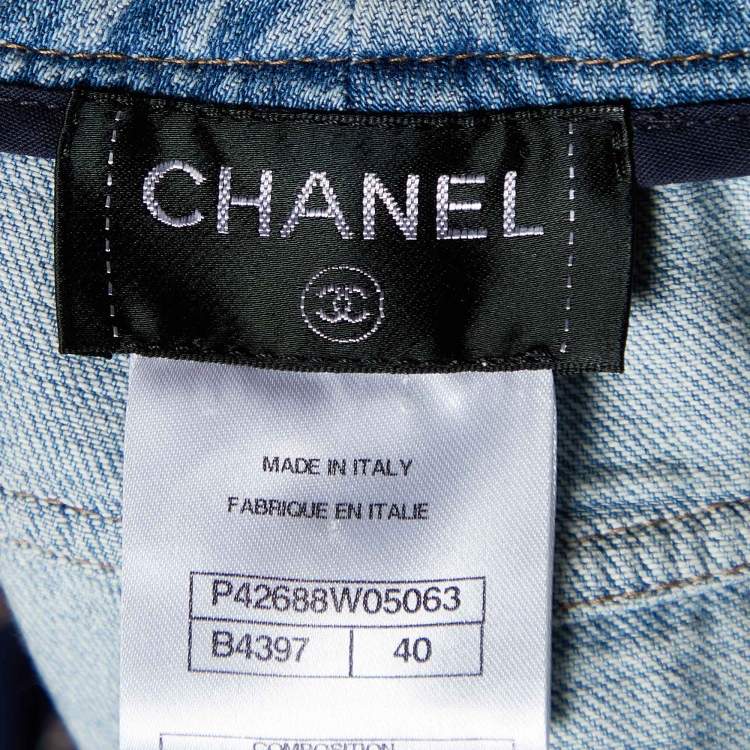 CHANEL
MADE IN ITALY
FABRIQUE EN ITALIE
P42688W05063
B4397 40
COMPOSITION